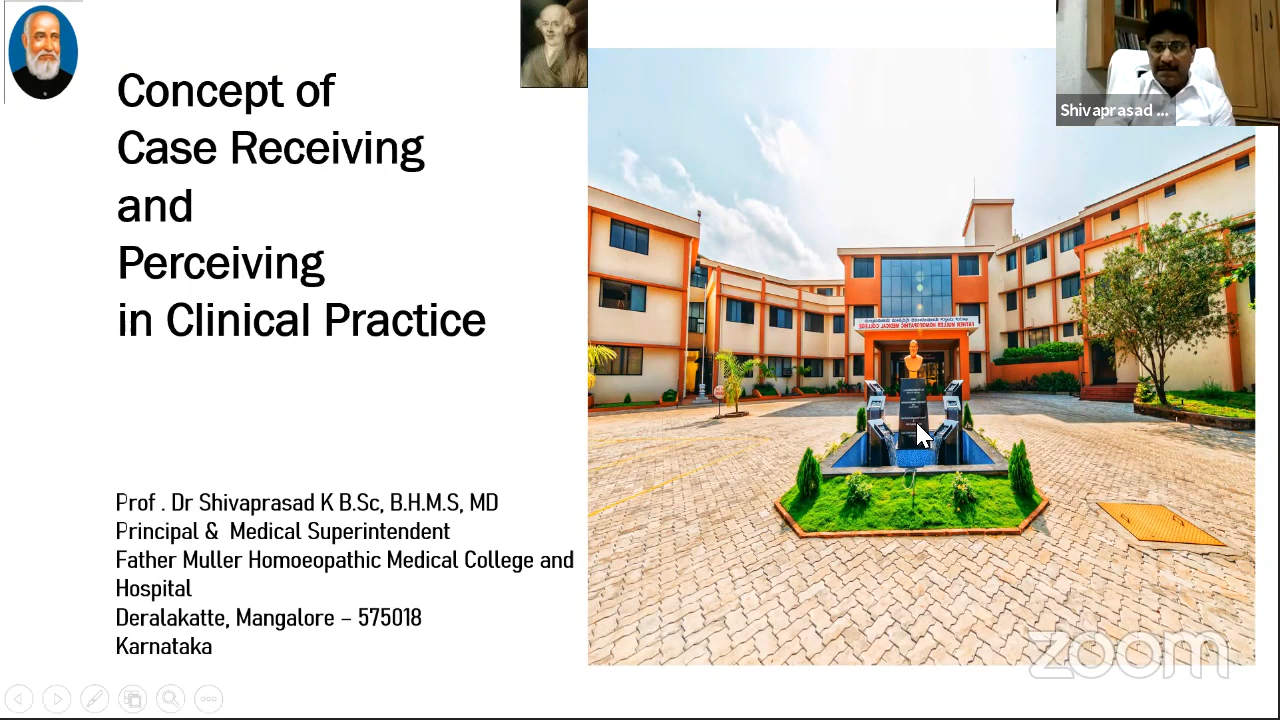 Concept of
Case Receiving
and
Perceiving
in Clinical Practice
Prof . Dr Shivaprasad K B.Sc, B.H.M.S, MD
Principal & Medical Superintendent
Father Muller Homoeopathic Medical College and
Hospital
Deralakatte, Mangalore – 575018
Karnataka
Shivaprasad ...
FATHER MULLER HOMOEOPATHIC MEDICAL COLLEGE
zoom